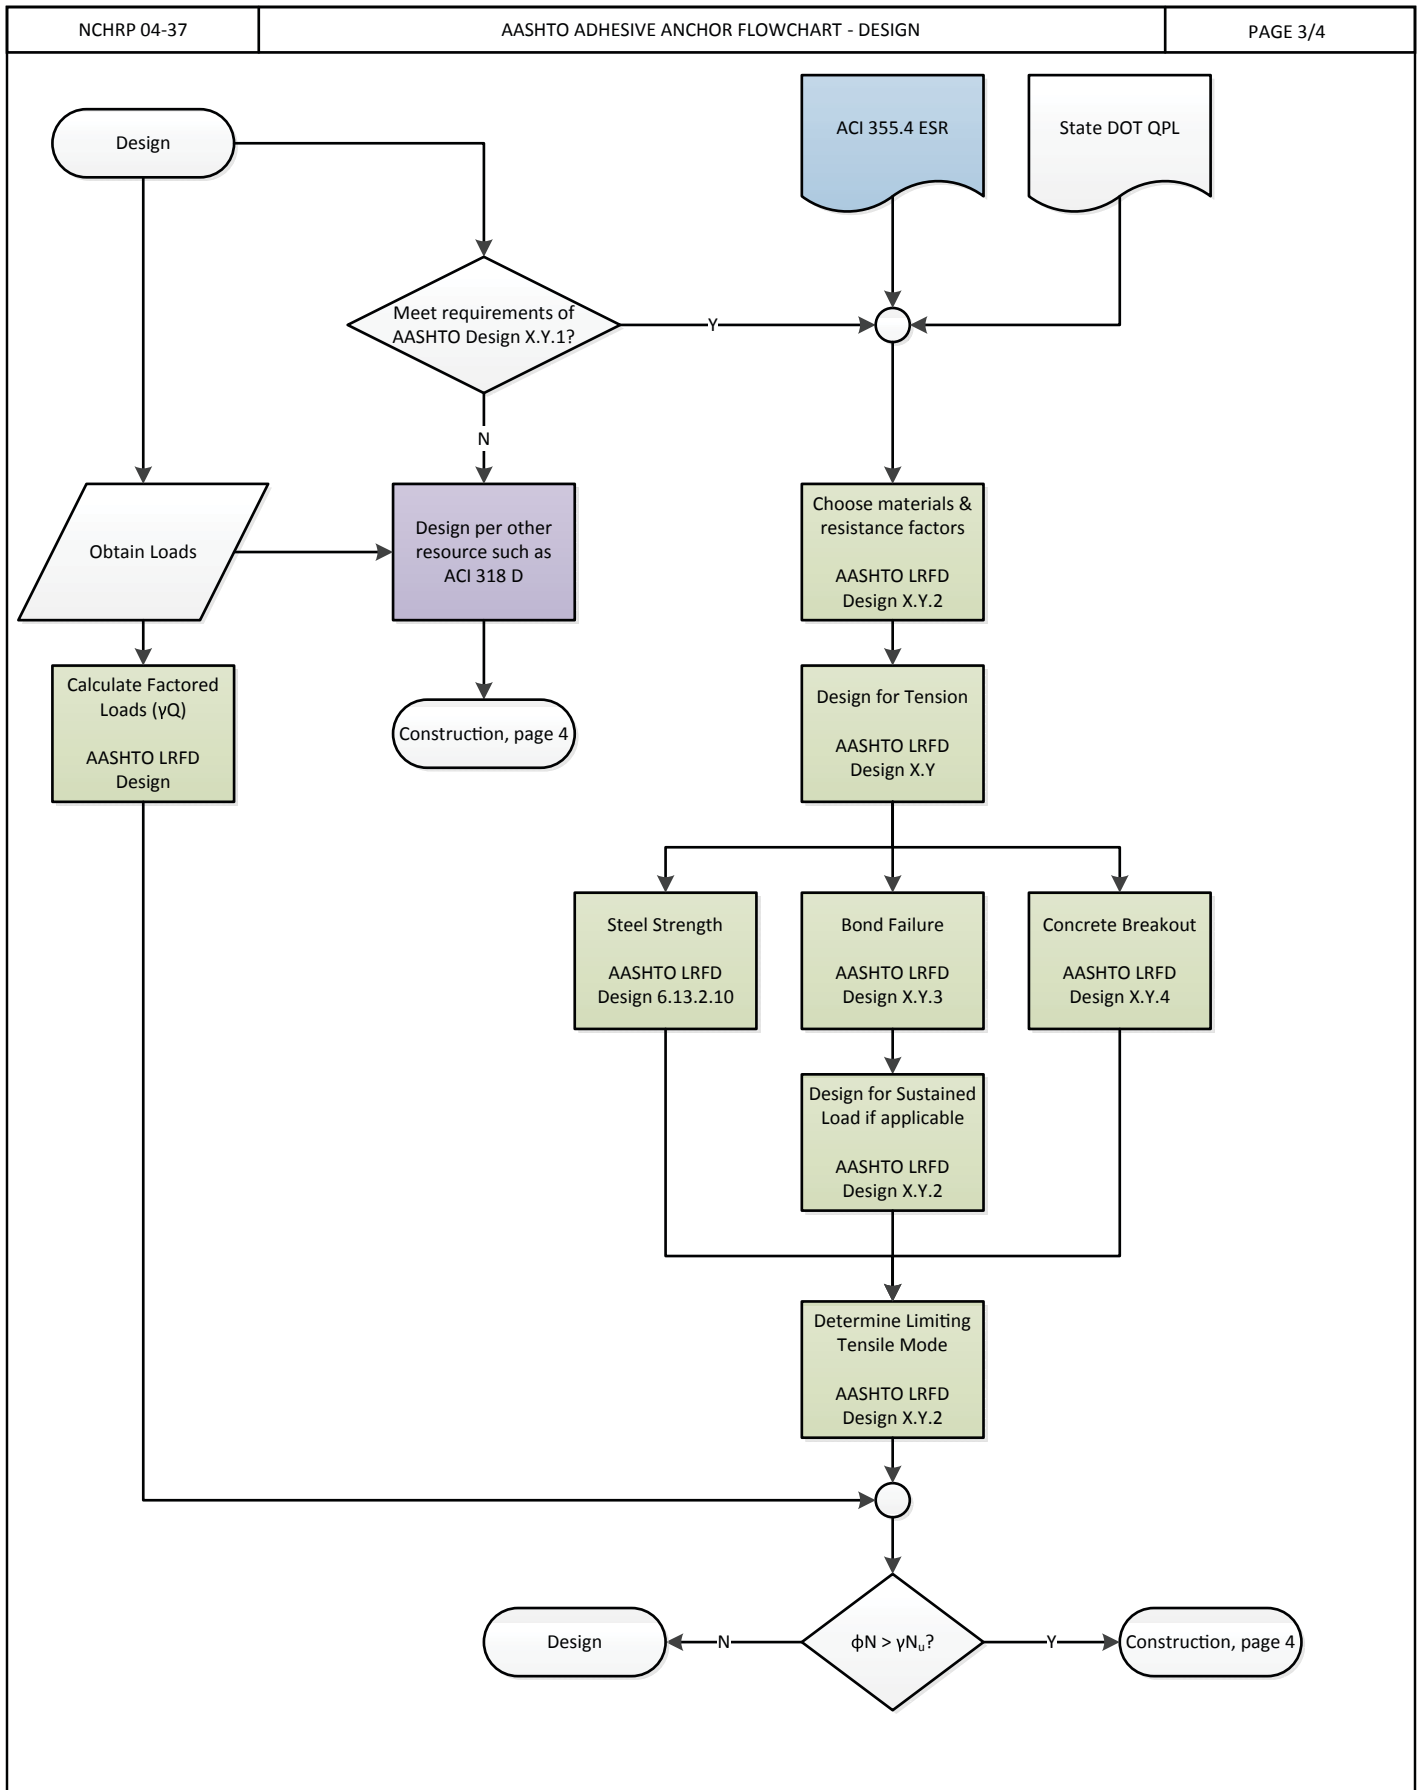 NCHRP 04-37
AASHTO ADHESIVE ANCHOR FLOWCHART - DESIGN
PAGE 3/4
Design
ACI 355.4 ESR
State DOT QPL
Meet requirements of
AASHTO Design X.Y.1?
Y
N
Obtain Loads
Design per other
resource such as
ACI 318 D
Choose materials &
resistance factors
AASHTO LRFD
Design X.Y.2
Calculate Factored
Loads (γQ)
AASHTO LRFD
Design
Construction, page 4
Design for Tension
AASHTO LRFD
Design X.Y
Steel Strength
AASHTO LRFD
Design 6.13.2.10
Bond Failure
AASHTO LRFD
Design X.Y.3
Concrete Breakout
AASHTO LRFD
Design X.Y.4
Design for Sustained
Load if applicable
AASHTO LRFD
Design X.Y.2
Determine Limiting
Tensile Mode
AASHTO LRFD
Design X.Y.2
Design
N
ϕN > γNᵤ?
Y
Construction, page 4